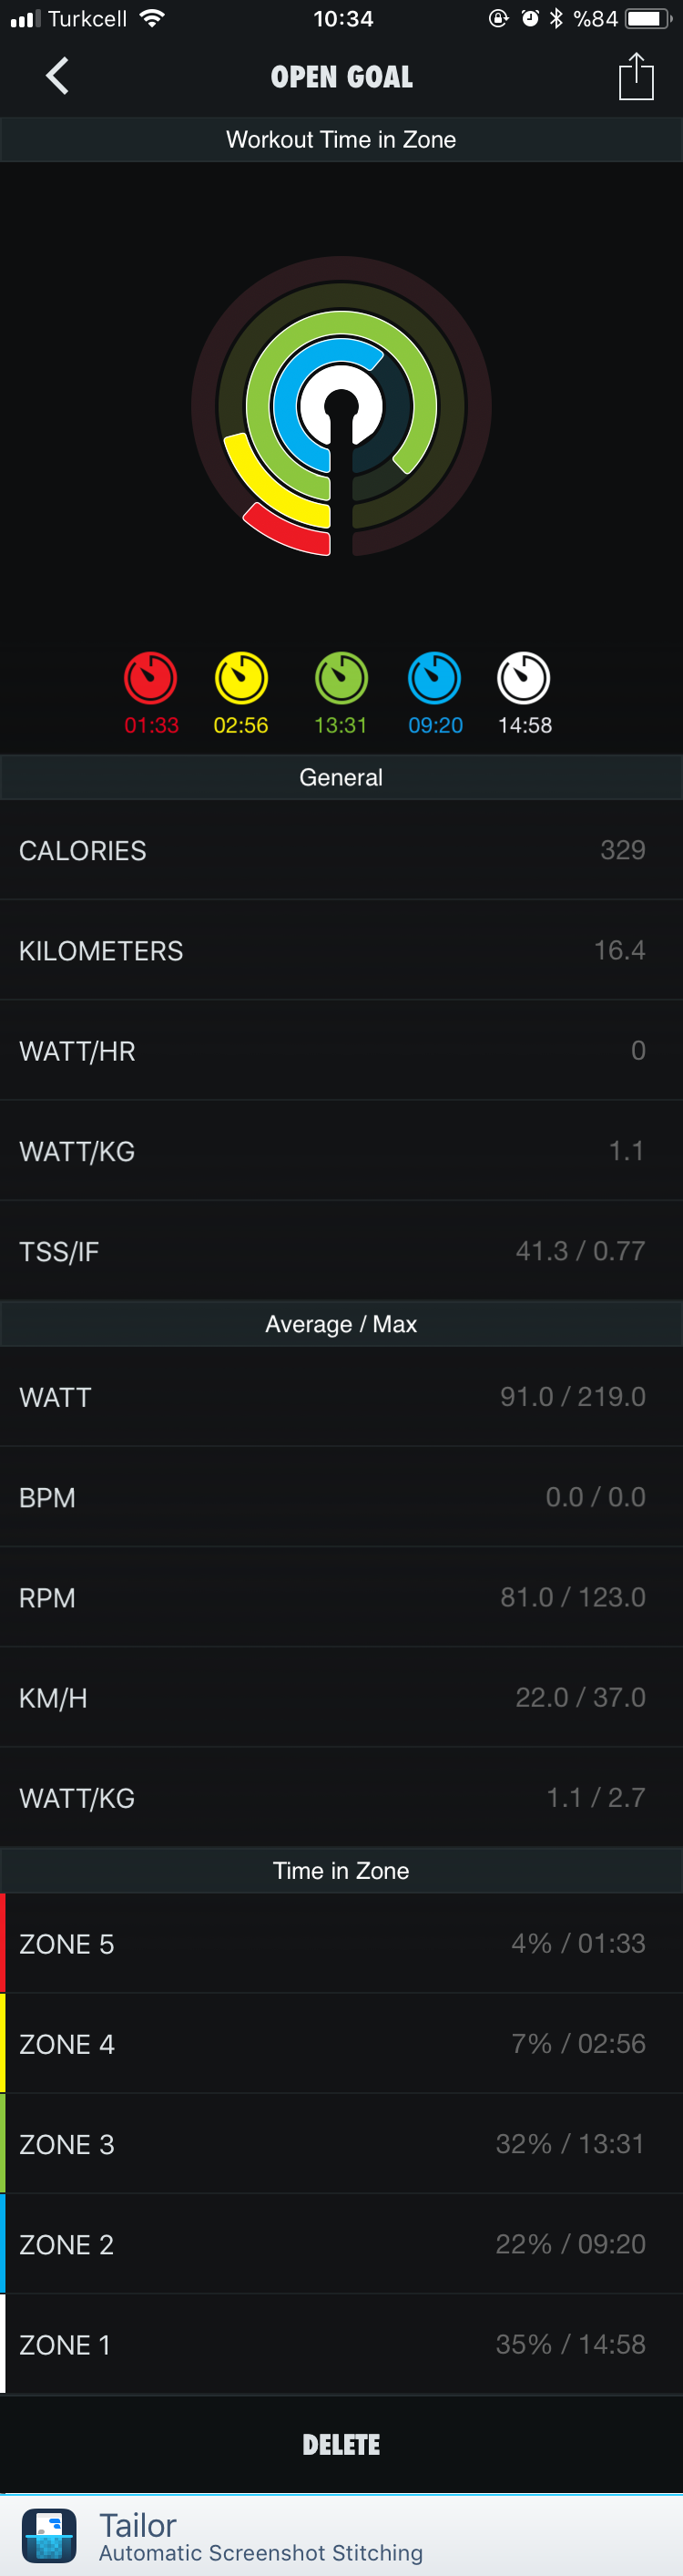 Turkcell 10:34 %84
OPEN GOAL
Workout Time in Zone
01:33 02:56 13:31 09:20 14:58
General
CALORIES 329
KILOMETERS 16.4
WATT/HR 0
WATT/KG 1.1
TSS/IF 41.3 / 0.77
Average / Max
WATT 91.0 / 219.0
BPM 0.0 / 0.0
RPM 81.0 / 123.0
KM/H 22.0 / 37.0
WATT/KG 1.1 / 2.7
Time in Zone
ZONE 5 4% / 01:33
ZONE 4 7% / 02:56
ZONE 3 32% / 13:31
ZONE 2 22% / 09:20
ZONE 1 35% / 14:58
DELETE
Tailor
Automatic Screenshot Stitching